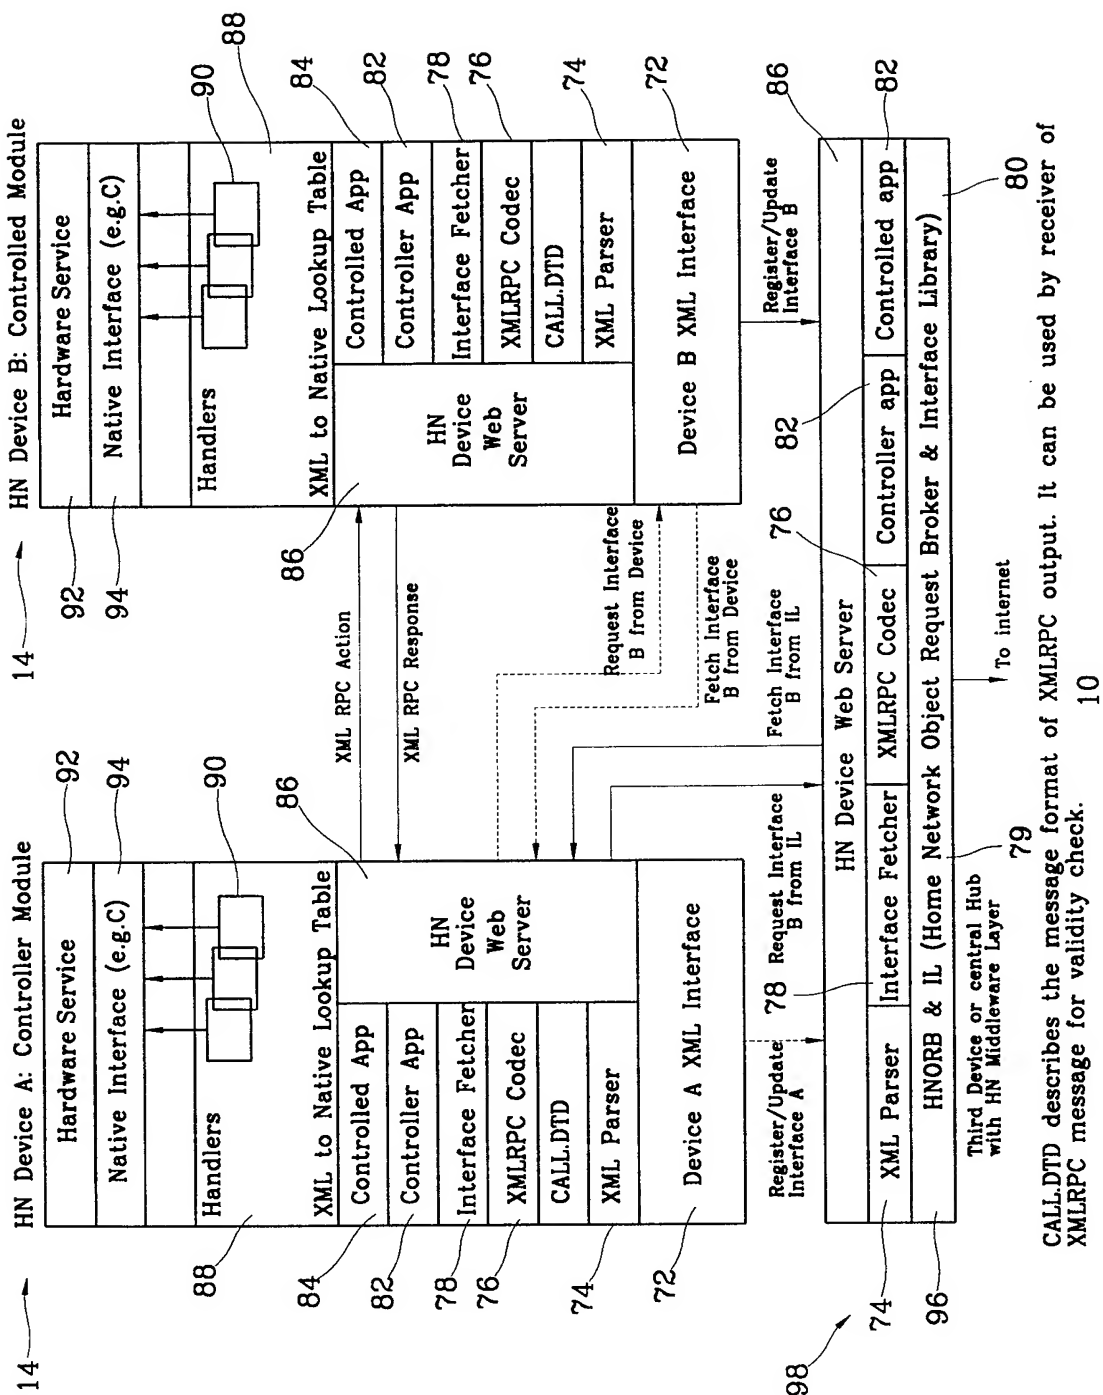 14
HN Device A: Controller Module
Hardware Service
92
Native Interface (e.g.C)
94
Handlers
90
88
XML to Native Lookup Table
84
Controlled App
86
82
Controller App
78
Interface Fetcher
HN
Device
Web
Server
76
XMLRPC Codec
CALL.DTD
74
XML Parser
72
Device A XML Interface
XML RPC Action
XML RPC Response
Request Interface
B from Device
Fetch Interface
B from Device
14
HN Device B: Controlled Module
92
Hardware Service
94
Native Interface (e.g.C)
Handlers
90
88
XML to Native Lookup Table
86
Controlled App
84
Controller App
82
Interface Fetcher
78
HN
Device
Web
Server
XMLRPC Codec
76
CALL.DTD
XML Parser
74
Device B XML Interface
72
Register/Update
Interface A
Request Interface
B from IL
Fetch Interface
B from IL
Register/Update
Interface B
98
78
76
82
86
HN Device Web Server
74
XML Parser
Interface Fetcher
XMLRPC Codec
Controller app
Controlled app
82
96
HNORB & IL (Home Network Object Request Broker & Interface Library)
80
79
Third Device or central Hub
with HN Middleware Layer
To internet
CALL.DTD describes the message format of XMLRPC output. It can be used by receiver of
XMLRPC message for validity check.
10